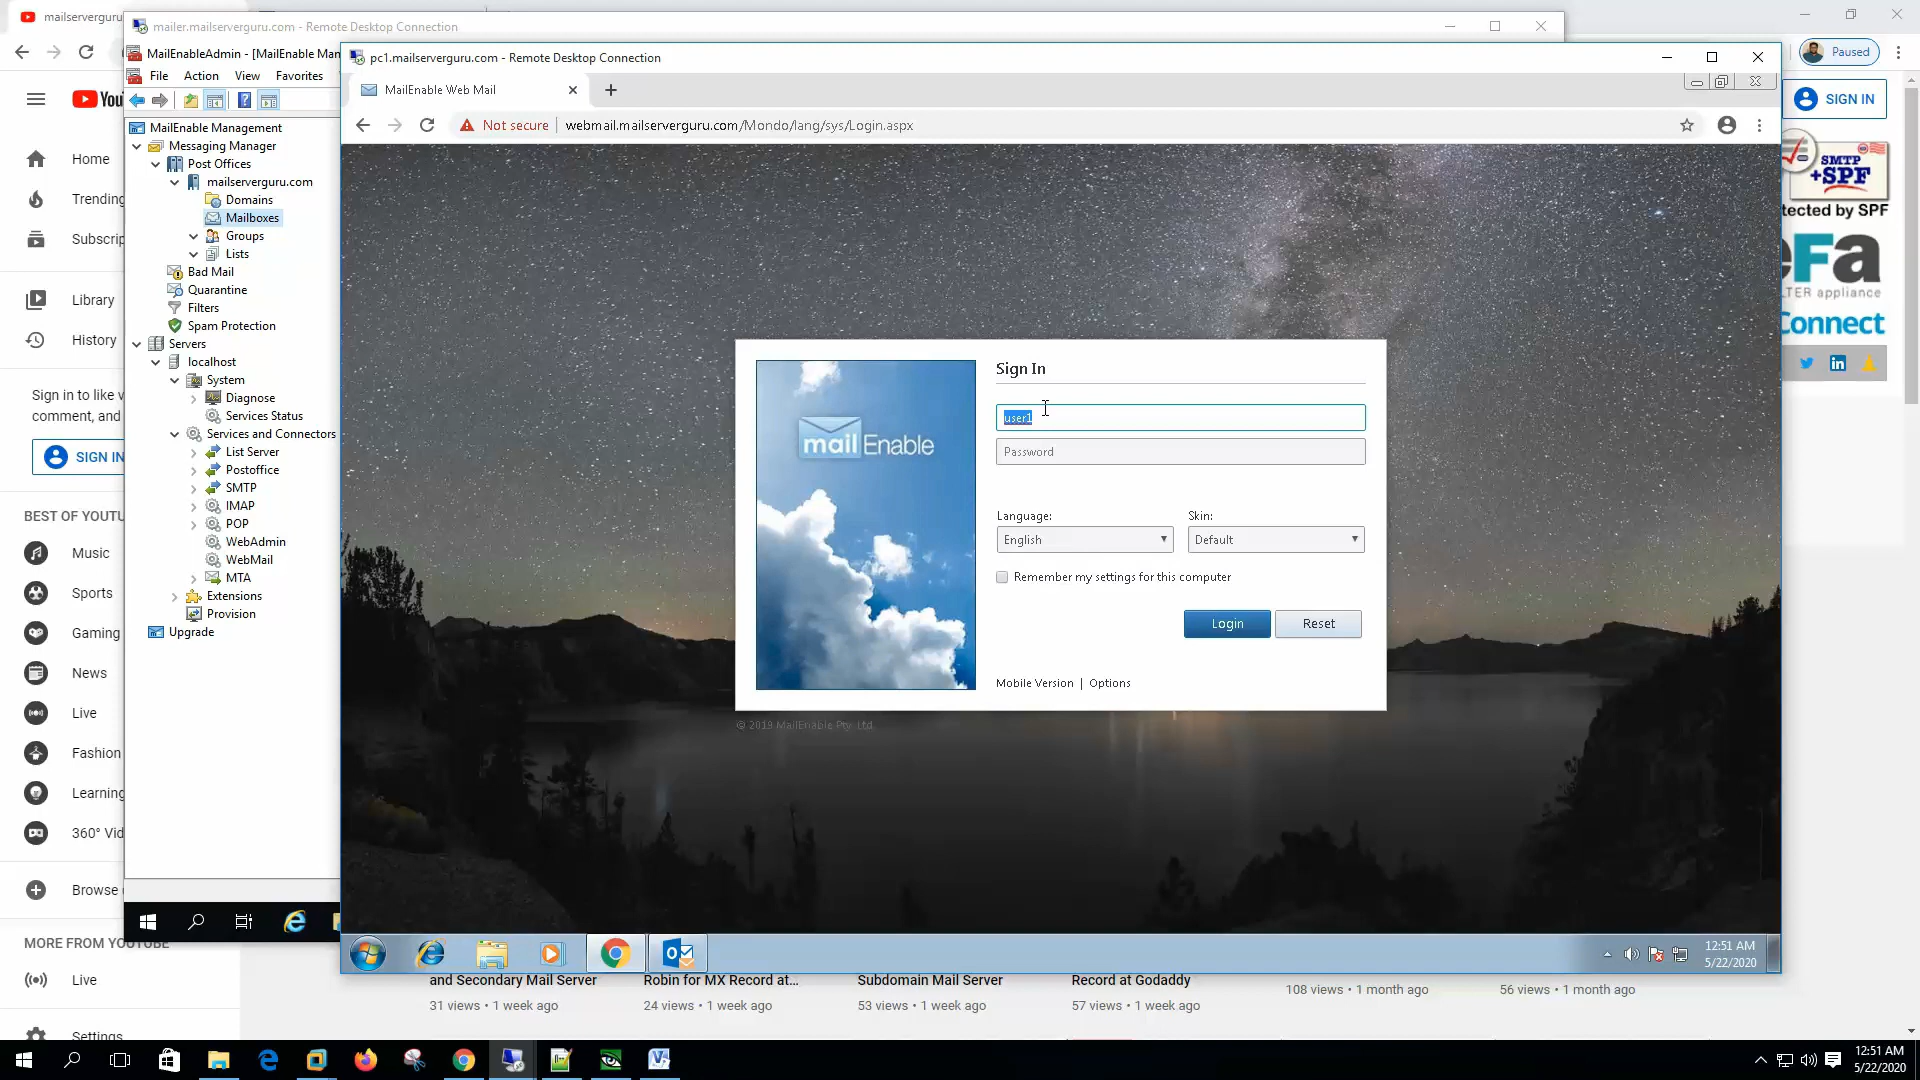 mailserverguru
mailer.mailserverguru.com - Remote Desktop Connection
Paused
MailEnableAdmin - [MailEnable Man
File Action View Favorites
pc1.mailserverguru.com - Remote Desktop Connection
MailEnable Web Mail
Not secure | webmail.mailserverguru.com/Mondo/lang/sys/Login.aspx
You
SIGN IN
Home
Trending
Subscrip
Library
History
Sign in to like v
comment, and
SIGN IN
BEST OF YOUTU
Music
Sports
Gaming
News
Live
Fashion
Learning
360° Vid
Browse
MORE FROM YOUTUBE
Live
Settings
MailEnable Management
Messaging Manager
Post Offices
mailserverguru.com
Domains
Mailboxes
Groups
Lists
Bad Mail
Quarantine
Filters
Spam Protection
Servers
localhost
System
Diagnose
Services Status
Services and Connectors
List Server
Postoffice
SMTP
IMAP
POP
WebAdmin
WebMail
MTA
Extensions
Provision
Upgrade
mailEnable
Sign In
user1
Password
Language: Skin:
English Default
Remember my settings for this computer
Login Reset
Mobile Version | Options
© 2019 MailEnable Pty. Ltd.
SMTP
+SPF
tected by SPF
eFa
LTER appliance
Connect
12:51 AM
5/22/2020
and Secondary Mail Server
31 views • 1 week ago
Robin for MX Record at...
24 views • 1 week ago
Subdomain Mail Server
53 views • 1 week ago
Record at Godaddy
57 views • 1 week ago
108 views • 1 month ago
56 views • 1 month ago
12:51 AM
5/22/2020